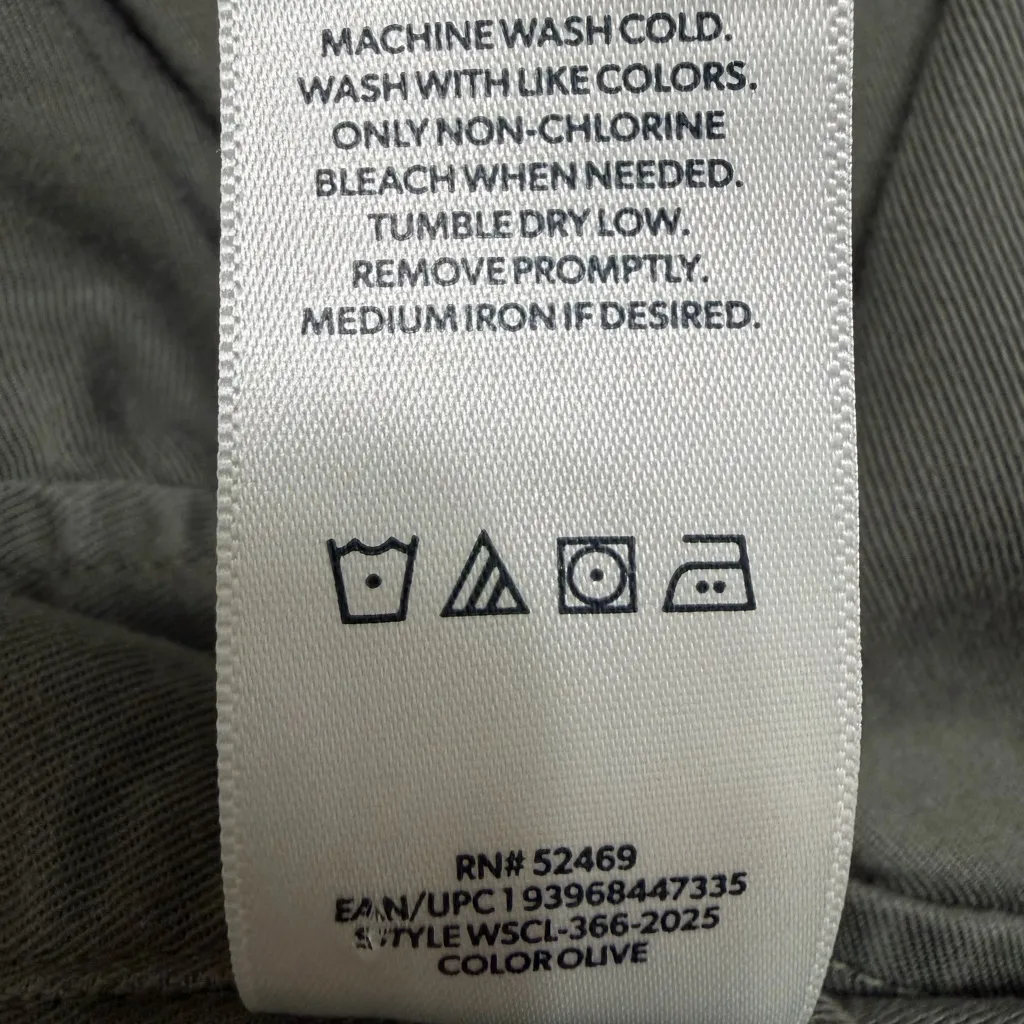 MACHINE WASH COLD.
WASH WITH LIKE COLORS.
ONLY NON-CHLORINE
BLEACH WHEN NEEDED.
TUMBLE DRY LOW.
REMOVE PROMPTLY.
MEDIUM IRON IF DESIRED.
RN# 52469
EAN/UPC 193968447335
STYLE WSCL-366-2025
COLOR OLIVE